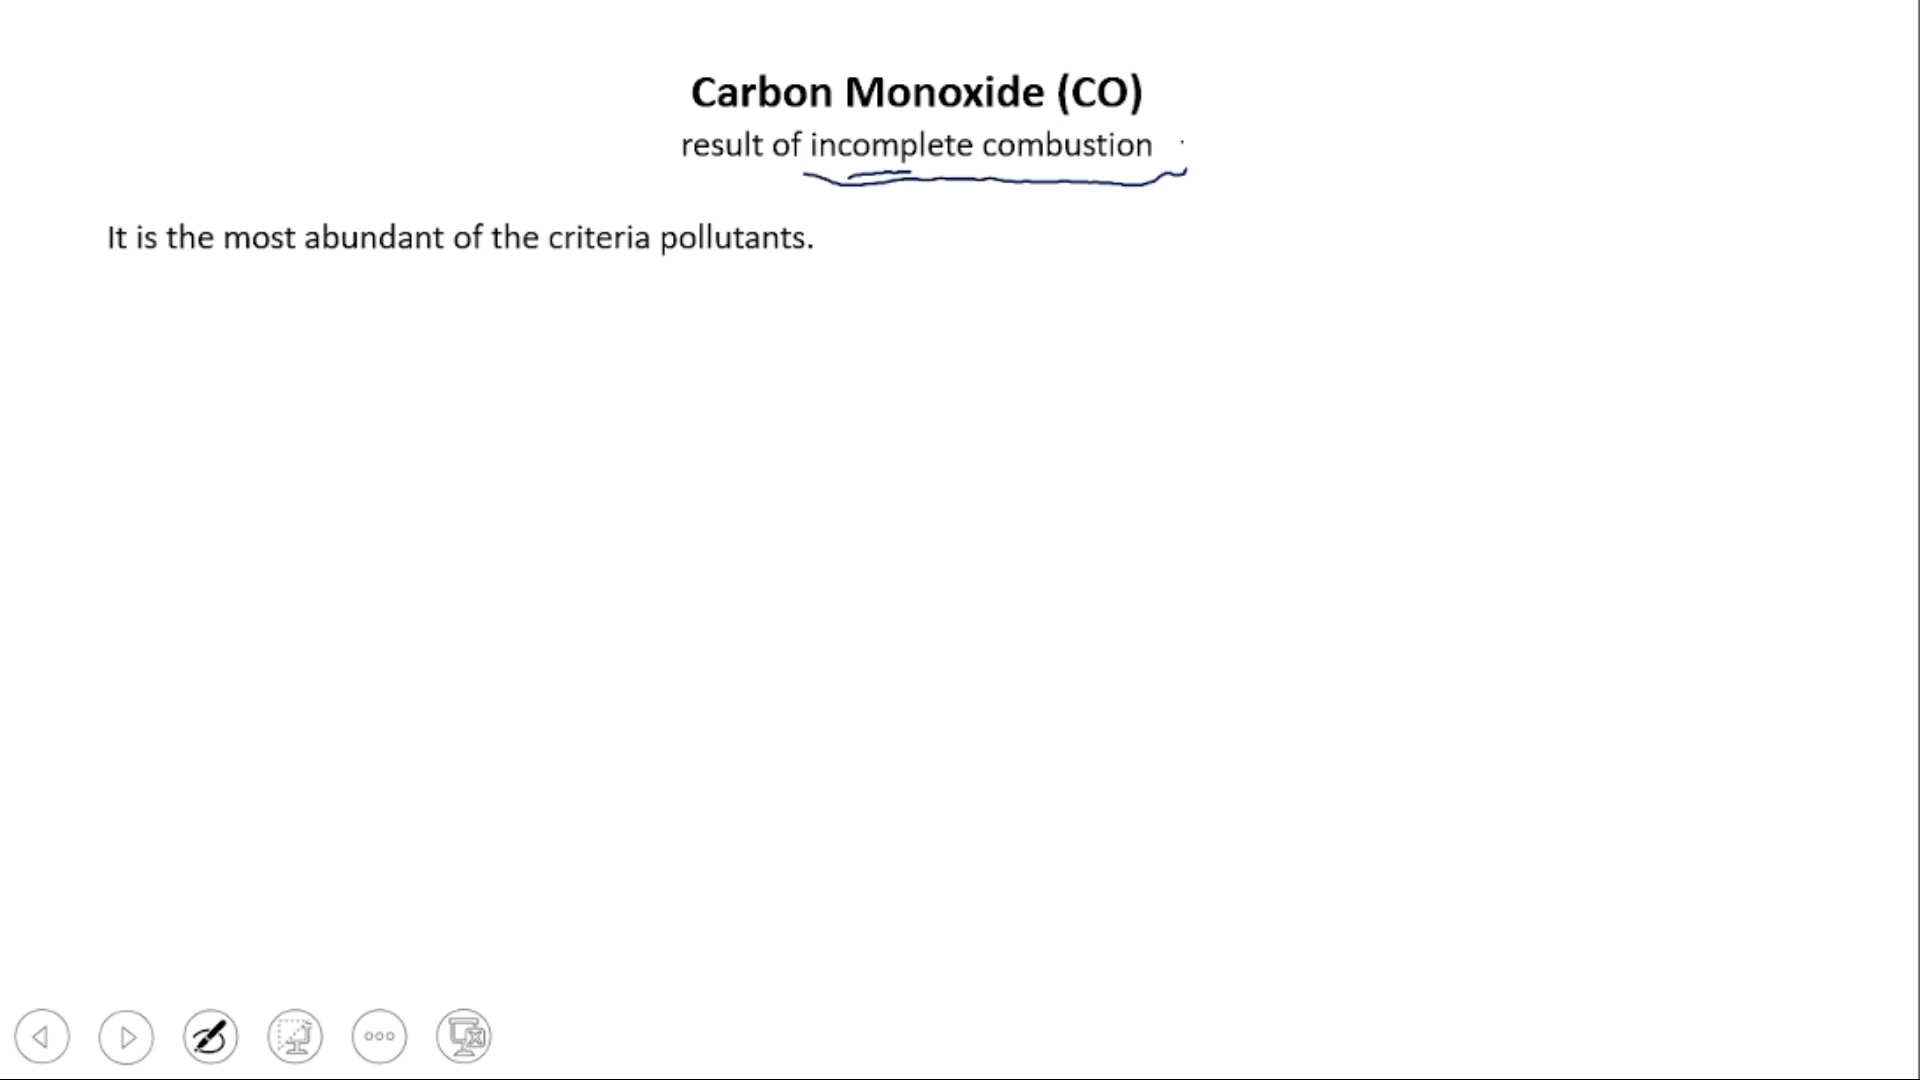 Carbon Monoxide (CO)
result of incomplete combustion
It is the most abundant of the criteria pollutants.